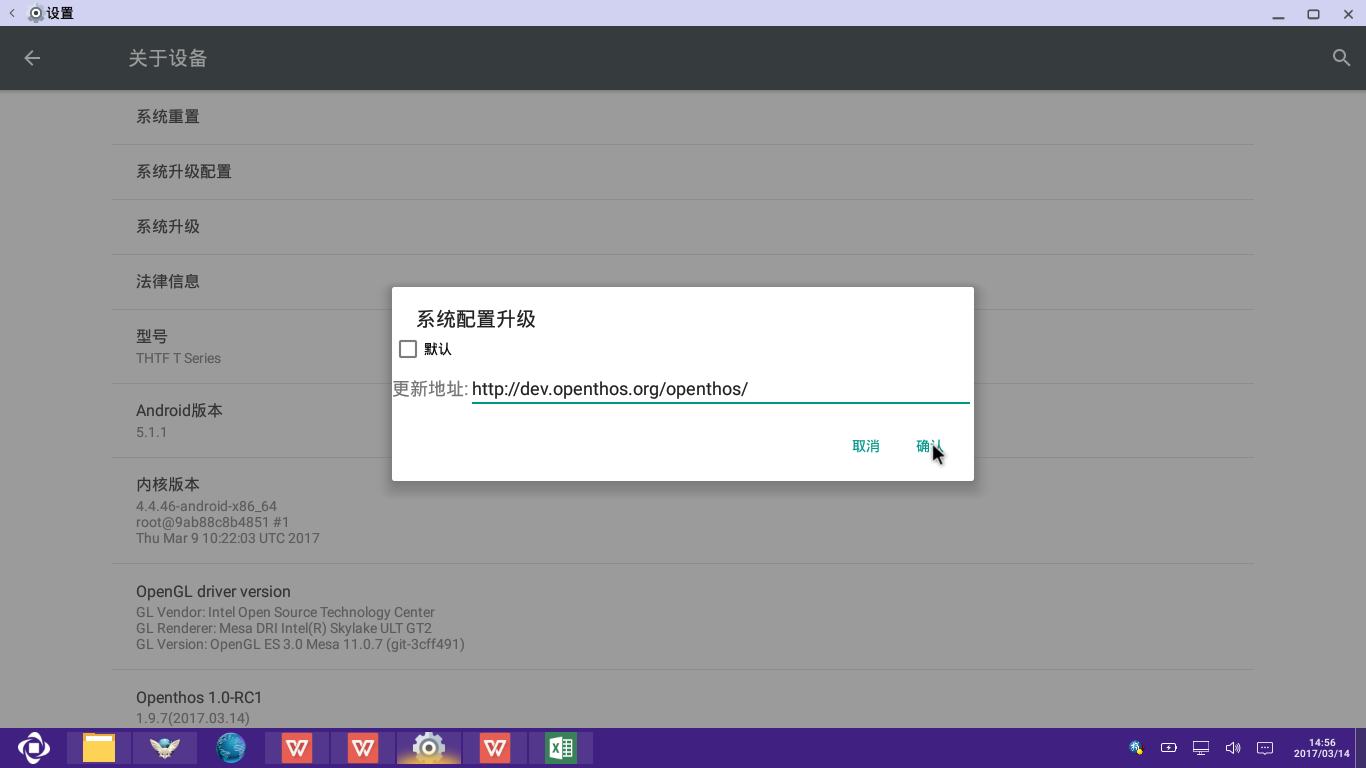 设置
关于设备
系统重置
系统升级配置
系统升级
法律信息
型号
THTF T Series
Android版本
5.1.1
内核版本
4.4.46-android-x86_64
root@9ab88c8b4851 #1
Thu Mar 9 10:22:03 UTC 2017
OpenGL driver version
GL Vendor: Intel Open Source Technology Center
GL Renderer: Mesa DRI Intel(R) Skylake ULT GT2
GL Version: OpenGL ES 3.0 Mesa 11.0.7 (git-3cff491)
Openthos 1.0-RC1
1.9.7(2017.03.14)
系统配置升级
默认
更新地址: http://dev.openthos.org/openthos/
取消 确认
14:56
2017/03/14